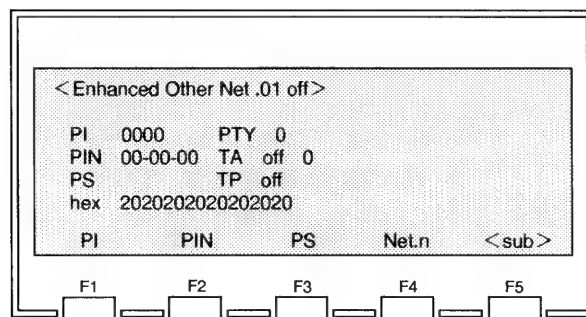 <Enhanced Other Net .01 off>
PI 0000 PTY 0
PIN 00-00-00 TA off 0
PS TP off
hex 2020202020202020
PI PIN PS Net.n <sub>
F1 F2 F3 F4 F5